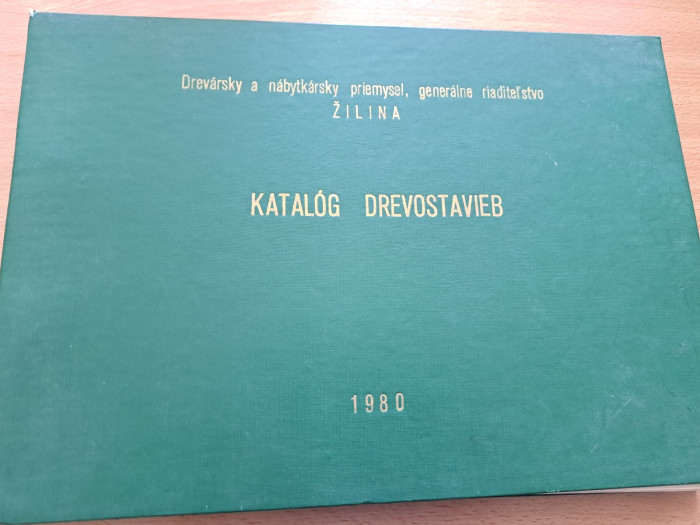 Drevársky a nábytkársky priemysel, generálne riaditeľstvo
ŽILINA
KATALÓG DREVOSTAVIEB
1980